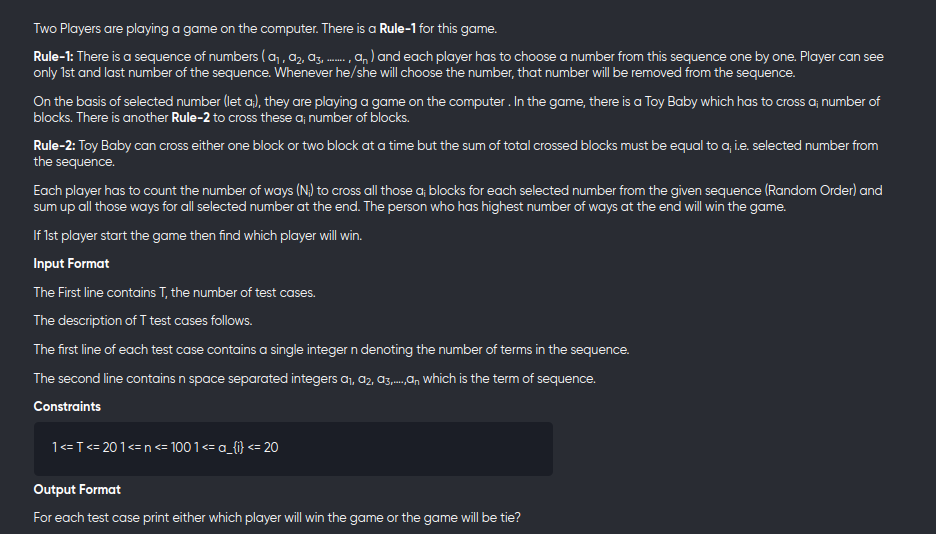 Two Players are playing a game on the computer. There is a Rule-1 for this game.
Rule-1: There is a sequence of numbers ( a₁ , a₂, a₃, ....... , aₙ ) and each player has to choose a number from this sequence one by one. Player can see
only 1st and last number of the sequence. Whenever he/she will choose the number, that number will be removed from the sequence.
On the basis of selected number (let aᵢ), they are playing a game on the computer . In the game, there is a Toy Baby which has to cross aᵢ number of
blocks. There is another Rule-2 to cross these aᵢ number of blocks.
Rule-2: Toy Baby can cross either one block or two block at a time but the sum of total crossed blocks must be equal to aᵢ i.e. selected number from
the sequence.
Each player has to count the number of ways (Nᵢ) to cross all those aᵢ blocks for each selected number from the given sequence (Random Order) and
sum up all those ways for all selected number at the end. The person who has highest number of ways at the end will win the game.
If 1st player start the game then find which player will win.
Input Format
The First line contains T, the number of test cases.
The description of T test cases follows.
The first line of each test case contains a single integer n denoting the number of terms in the sequence.
The second line contains n space separated integers a₁, a₂, a₃,....,aₙ which is the term of sequence.
Constraints
1 <= T <= 20 1 <= n <= 100 1 <= a_{i} <= 20
Output Format
For each test case print either which player will win the game or the game will be tie?